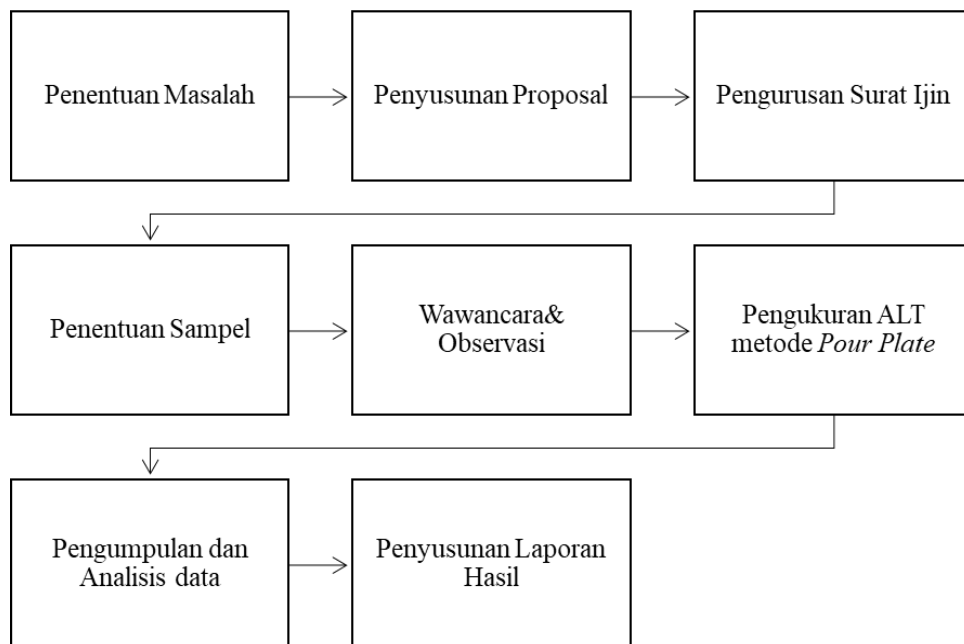 Penentuan Masalah
Penyusunan Proposal
Pengurusan Surat Ijin
Penentuan Sampel
Wawancara&
Observasi
Pengukuran ALT
metode Pour Plate
Pengumpulan dan
Analisis data
Penyusunan Laporan
Hasil